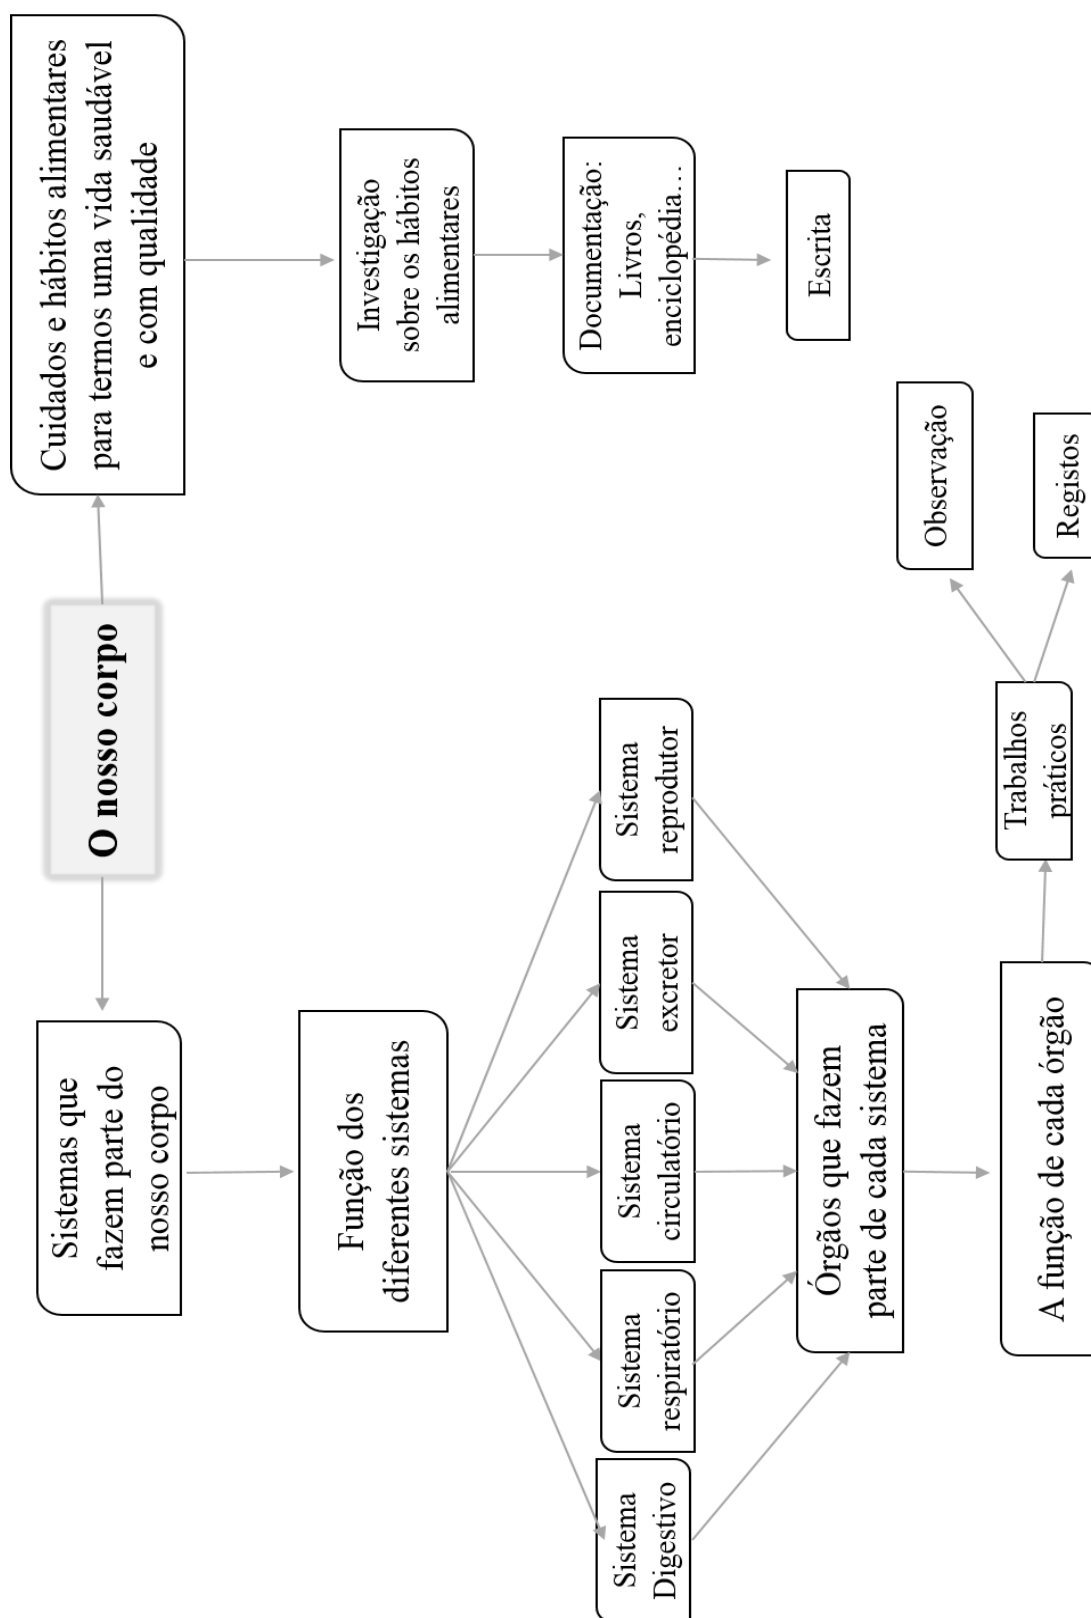 O nosso corpo
Sistemas que
fazem parte do
nosso corpo
Cuidados e hábitos alimentares
para termos uma vida saudável
e com qualidade
Função dos
diferentes sistemas
Investigação
sobre os hábitos
alimentares
Documentação:
Livros,
enciclopédia...
Escrita
Sistema
Digestivo
Sistema
respiratório
Sistema
circulatório
Sistema
excretor
Sistema
reprodutor
Órgãos que fazem
parte de cada sistema
A função de cada órgão
Trabalhos
práticos
Observação
Registos